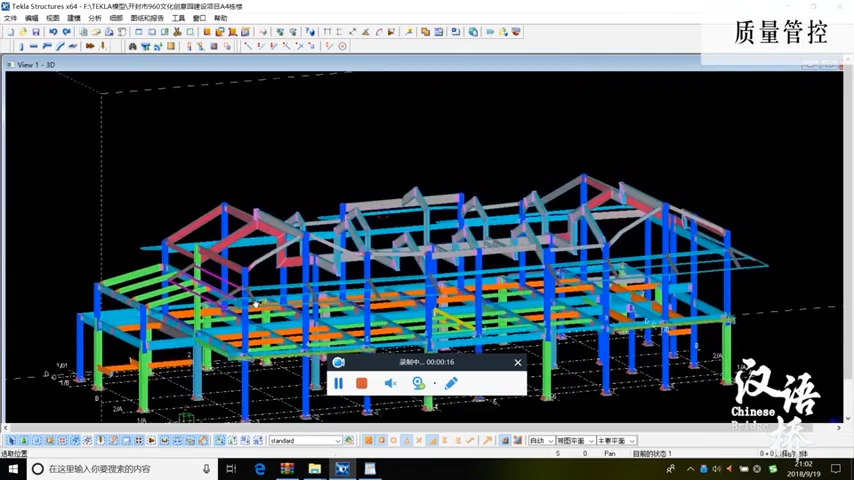 Tekla Structures x64 - F:\TEKLA模型\开封市960文化创意园建设项目A4栋楼
文件 编辑 视图 建模 分析 细部 图纸和报告 工具 窗口 帮助
质量管控
View 1 - 3D
录制中... 00:00:16
汉语桥
Chinese
Bridge
standard
自动
视图平面
主要平面
选取位置
S
0
Pan
目前的状态 1
在这里输入你要搜索的内容
21:02
2018/9/19